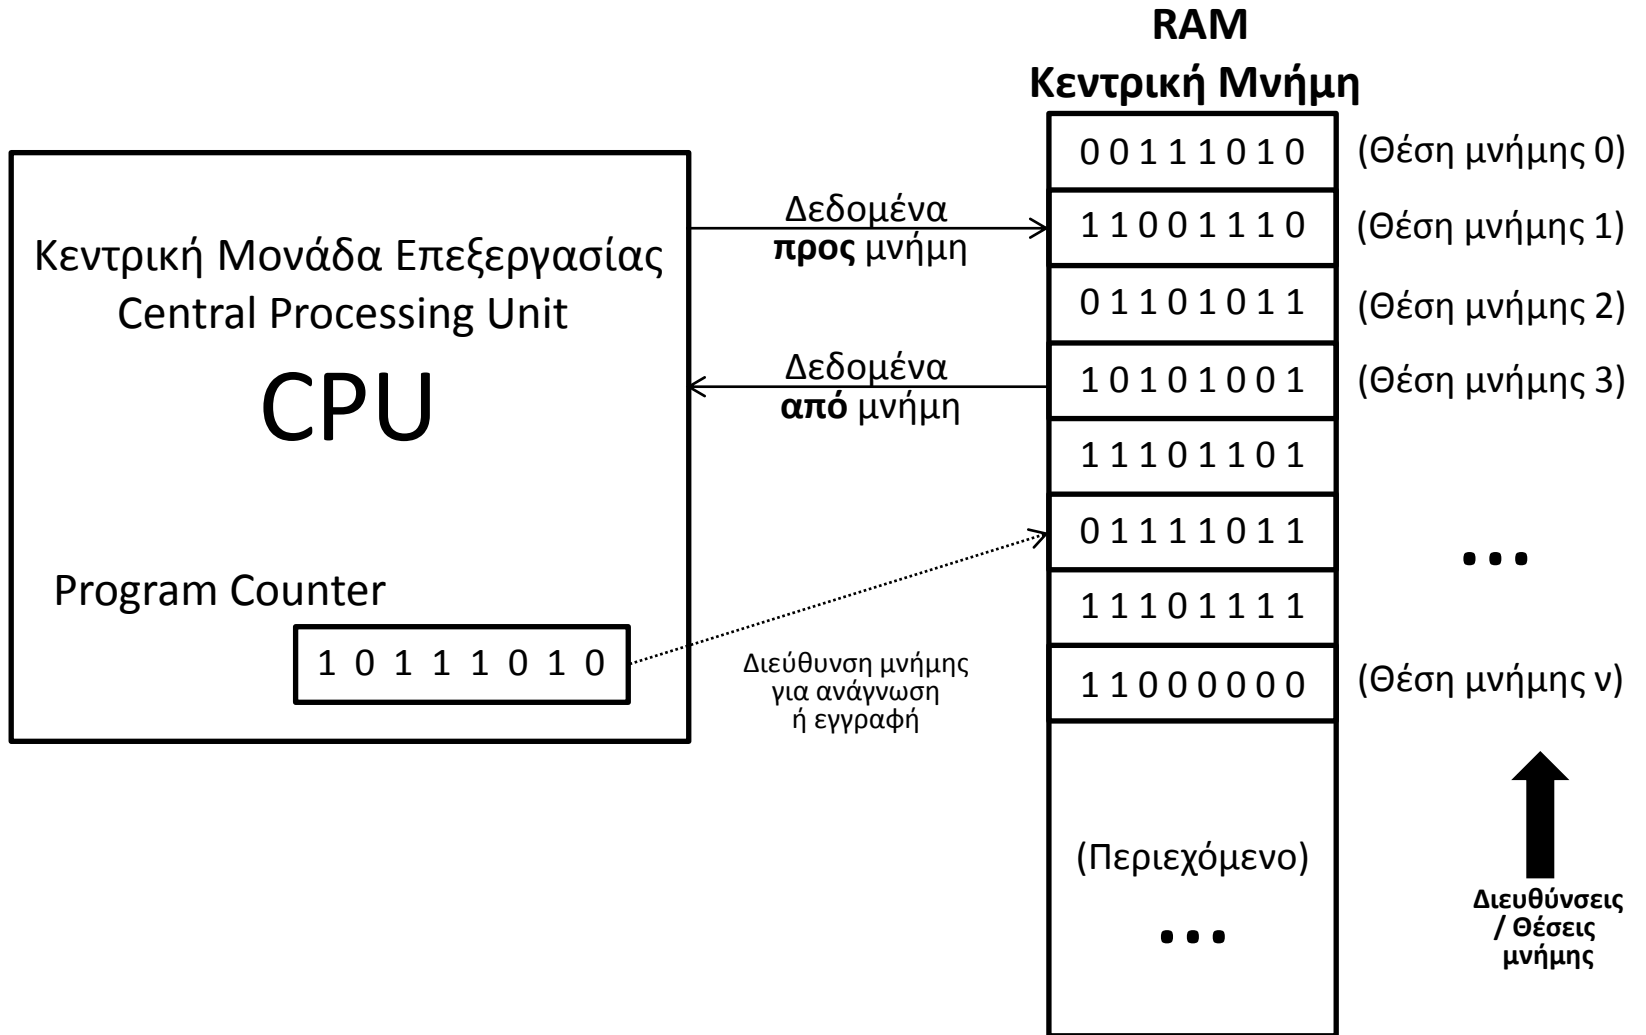 RAM
Κεντρική Μνήμη
0 0 1 1 1 0 1 0
(Θέση μνήμης 0)
Δεδομένα
προς μνήμη
1 1 0 0 1 1 1 0
(Θέση μνήμης 1)
Κεντρική Μονάδα Επεξεργασίας
Central Processing Unit
CPU
0 1 1 0 1 0 1 1
(Θέση μνήμης 2)
Δεδομένα
από μνήμη
1 0 1 0 1 0 0 1
(Θέση μνήμης 3)
1 1 1 0 1 1 0 1
0 1 1 1 1 0 1 1
...
Program Counter
1 0 1 1 1 0 1 0
1 1 1 0 1 1 1 1
Διεύθυνση μνήμης
για ανάγνωση
ή εγγραφή
1 1 0 0 0 0 0 0
(Θέση μνήμης ν)
(Περιεχόμενο)
...
Διευθύνσεις
/ Θέσεις
μνήμης